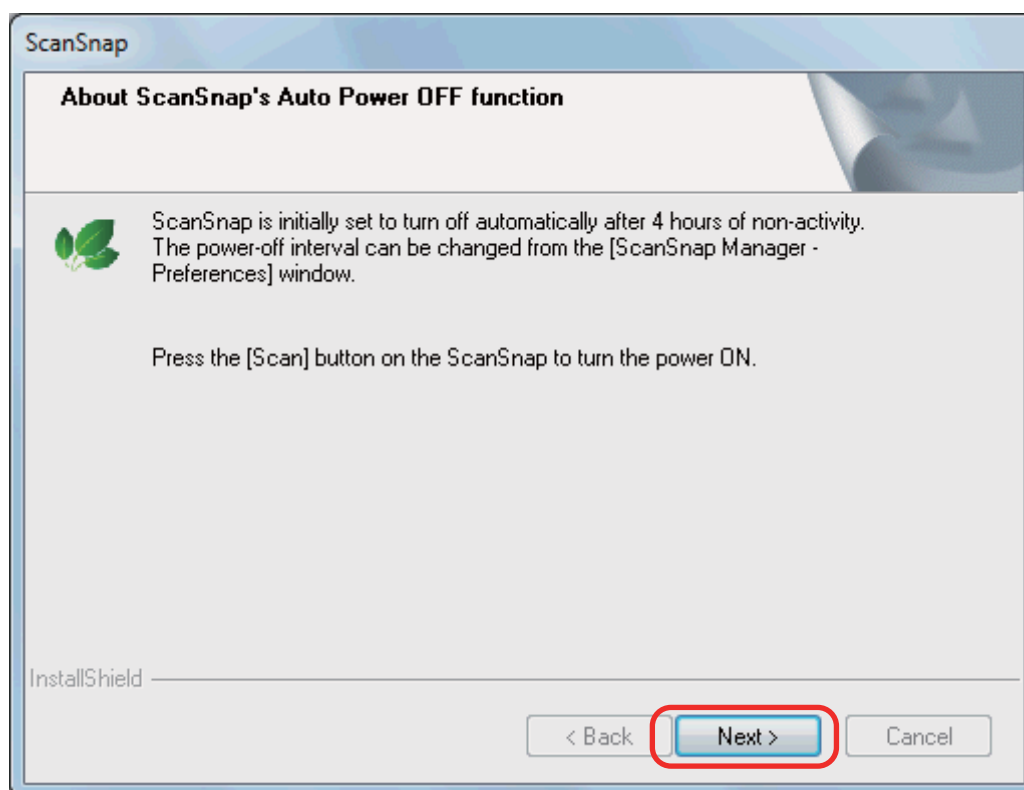 ScanSnap
About ScanSnap's Auto Power OFF function
ScanSnap is initially set to turn off automatically after 4 hours of non-activity.
The power-off interval can be changed from the [ScanSnap Manager -
Preferences] window.
Press the [Scan] button on the ScanSnap to turn the power ON.
InstallShield
< Back Next > Cancel